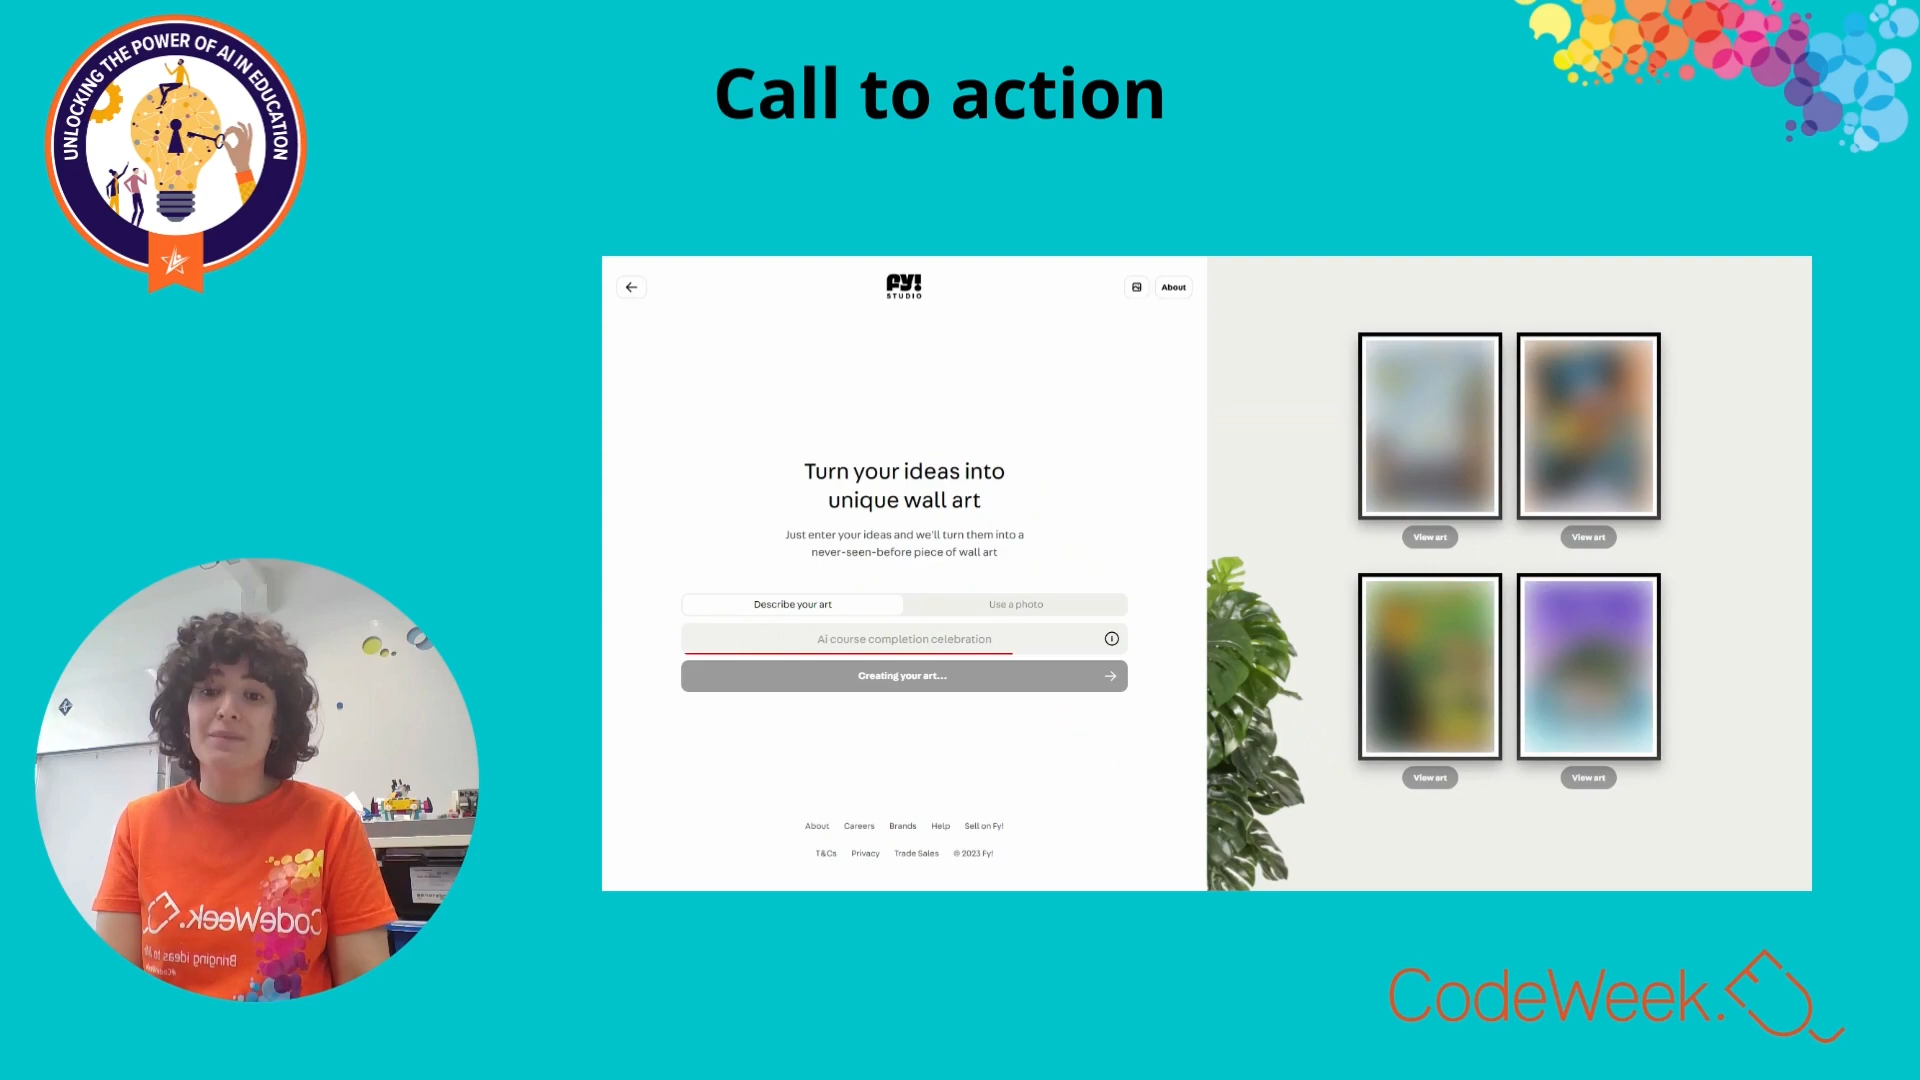 UNLOCKING THE POWER OF AI IN EDUCATION
Call to action
FY!
STUDIO
About
Turn your ideas into
unique wall art
Just enter your ideas and we'll turn them into a
never-seen-before piece of wall art
Describe your art
Use a photo
Ai course completion celebration
Creating your art...
About Careers Brands Help Sell on Fy!
T&Cs Privacy Trade Sales © 2023 Fy!
View art
View art
View art
View art
CodeWeek.
Bringing ideas to life
#CodeWeek
CodeWeek.EU